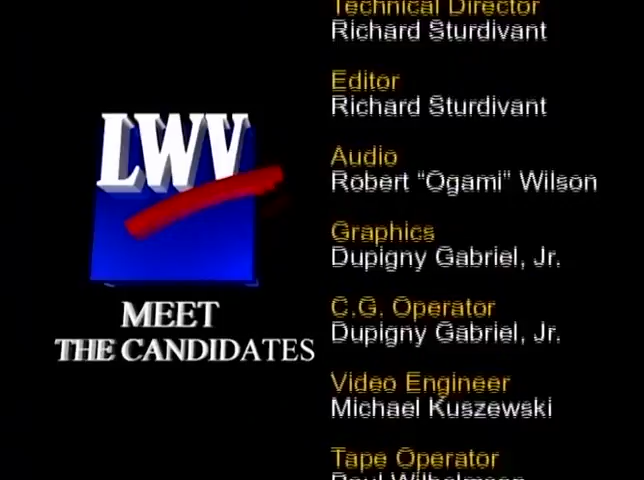 LWV
MEET
THE CANDIDATES
Technical Director
Richard Sturdivant
Editor
Richard Sturdivant
Audio
Robert “Ogami” Wilson
Graphics
Dupigny Gabriel, Jr.
C.G. Operator
Dupigny Gabriel, Jr.
Video Engineer
Michael Kuszewski
Tape Operator